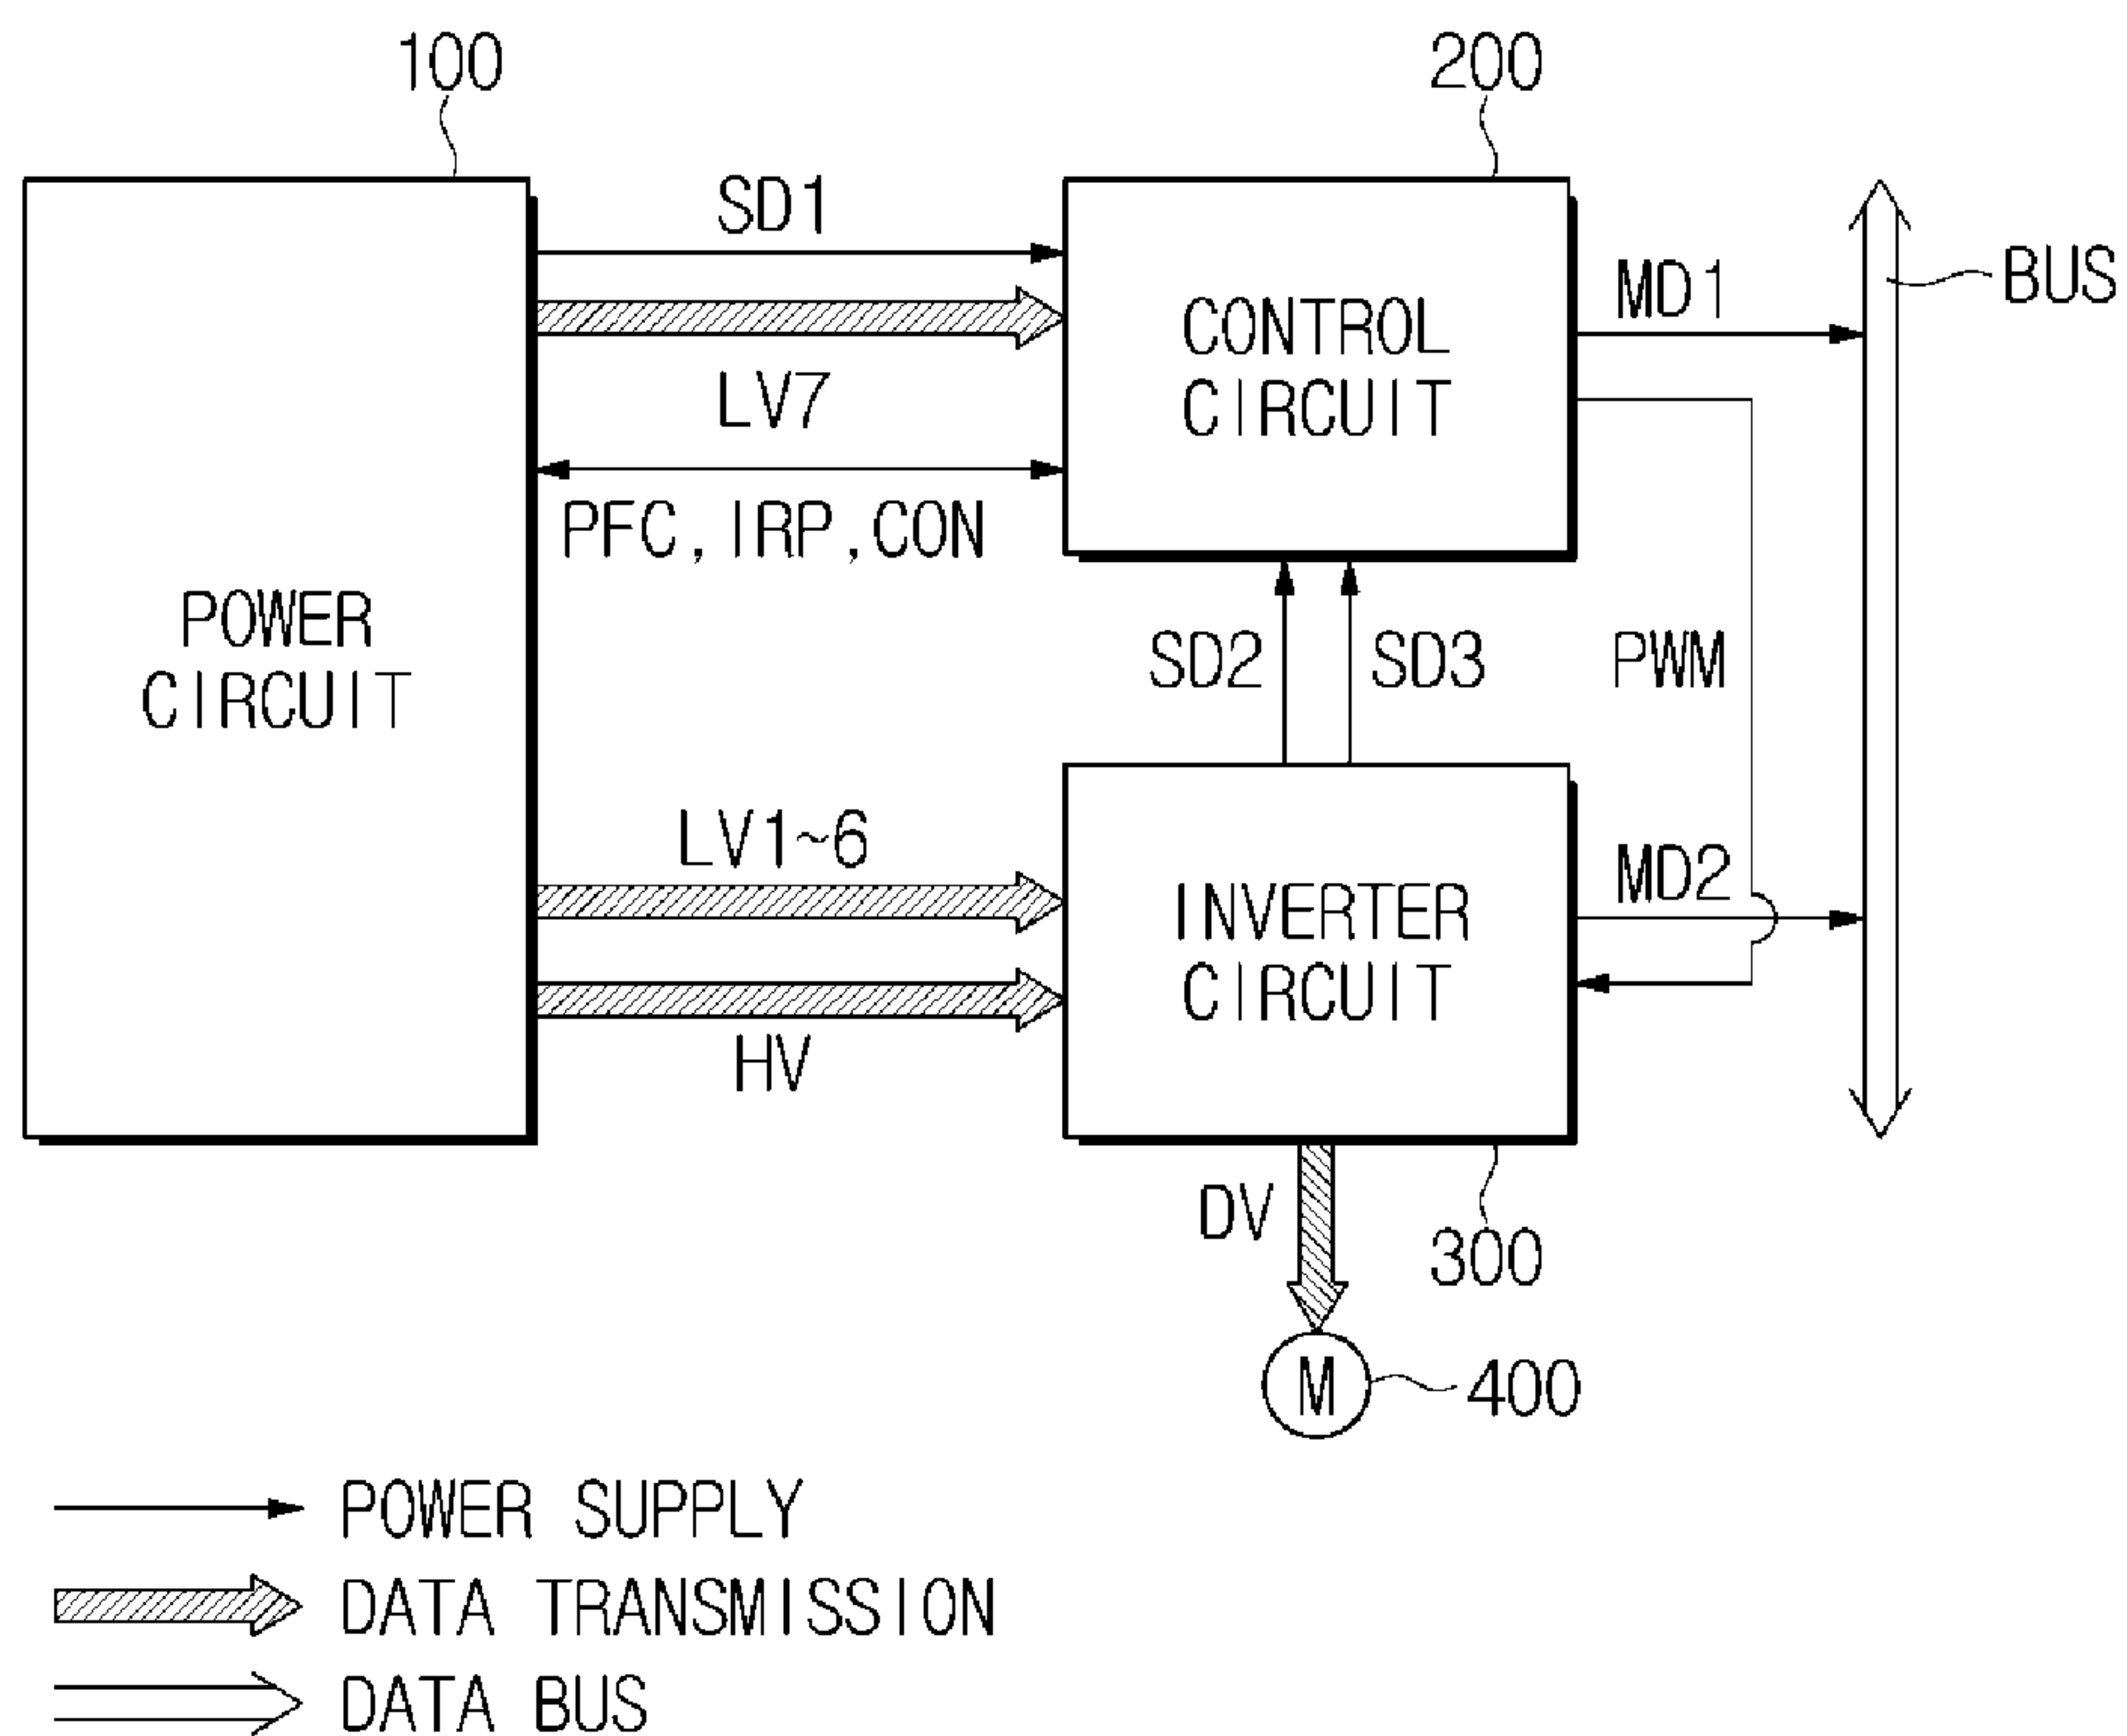 100
200
SD1
BUS
MD1
CONTROL
CIRCUIT
LV7
PFC, IRP, CON
POWER
CIRCUIT
SD2
SD3
PWM
LV1~6
MD2
INVERTER
CIRCUIT
HV
DV
300
M
400
POWER SUPPLY
DATA TRANSMISSION
DATA BUS